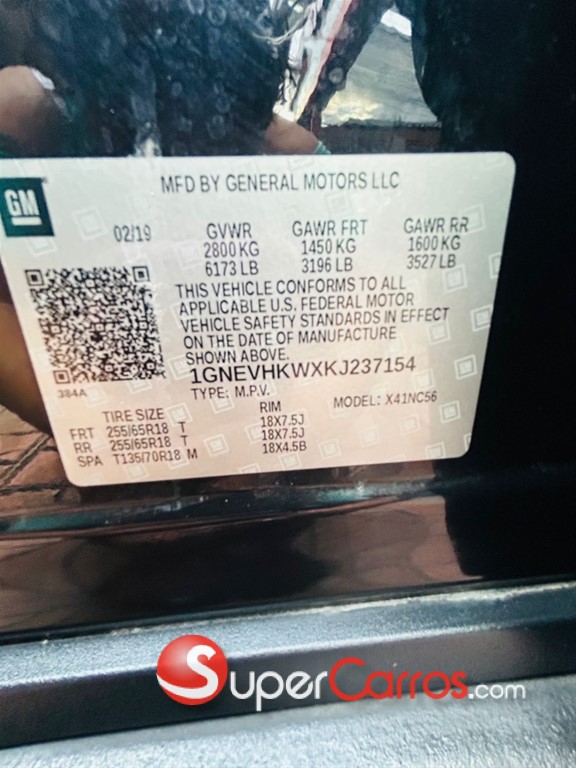 GM
MFD BY GENERAL MOTORS LLC
02/19 GVWR GAWR FRT GAWR RR
2800 KG 1450 KG 1600 KG
6173 LB 3196 LB 3527 LB
THIS VEHICLE CONFORMS TO ALL
APPLICABLE U.S. FEDERAL MOTOR
VEHICLE SAFETY STANDARDS IN EFFECT
ON THE DATE OF MANUFACTURE
SHOWN ABOVE.
1GNEVHKWXKJ237154
384A
TYPE: M.P.V. MODEL: X41NC56
TIRE SIZE RIM
FRT 255/65R18 T 18X7.5J
RR 255/65R18 T 18X7.5J
SPA T135/70R18 M 18X4.5B
SuperCarros.com